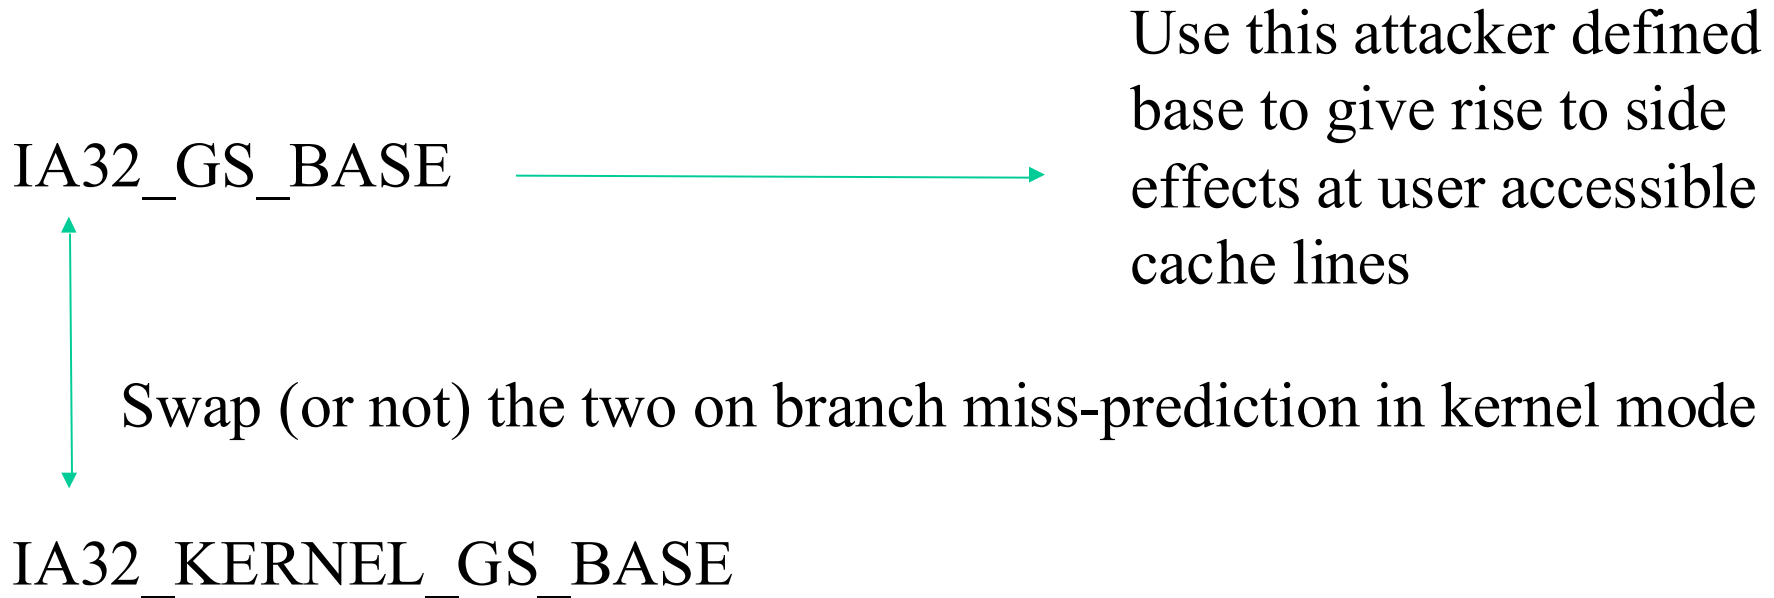 Use this attacker defined
base to give rise to side
effects at user accessible
cache lines
IA32_GS_BASE
Swap (or not) the two on branch miss-prediction in kernel mode
IA32_KERNEL_GS_BASE